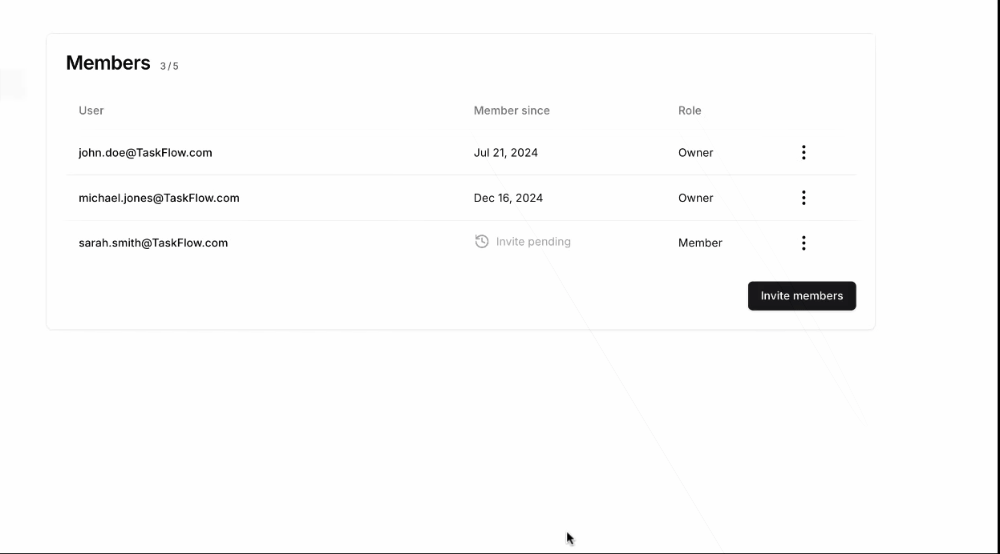 Members 3/5
User Member since Role
john.doe@TaskFlow.com Jul 21, 2024 Owner
michael.jones@TaskFlow.com Dec 16, 2024 Owner
sarah.smith@TaskFlow.com Invite pending Member
Invite members